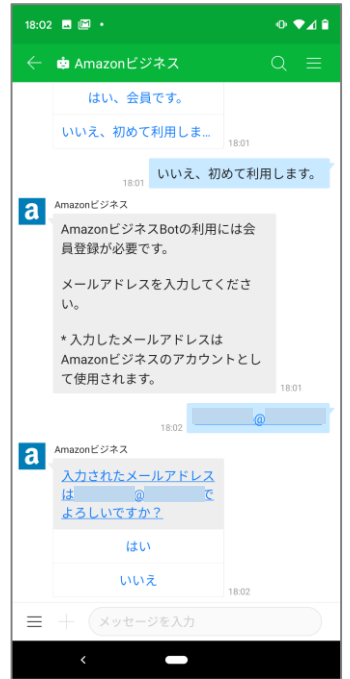 18:02
Amazonビジネス
はい、会員です。
いいえ、初めて利用しま...
18:01
いいえ、初めて利用します。
18:01
Amazonビジネス
AmazonビジネスBotの利用には会
員登録が必要です。
メールアドレスを入力してくださ
い。
* 入力したメールアドレスは
Amazonビジネスのアカウントとし
て使用されます。
18:01
@
18:02
Amazonビジネス
入力されたメールアドレス
は @ で
よろしいですか？
はい
いいえ
18:02
メッセージを入力